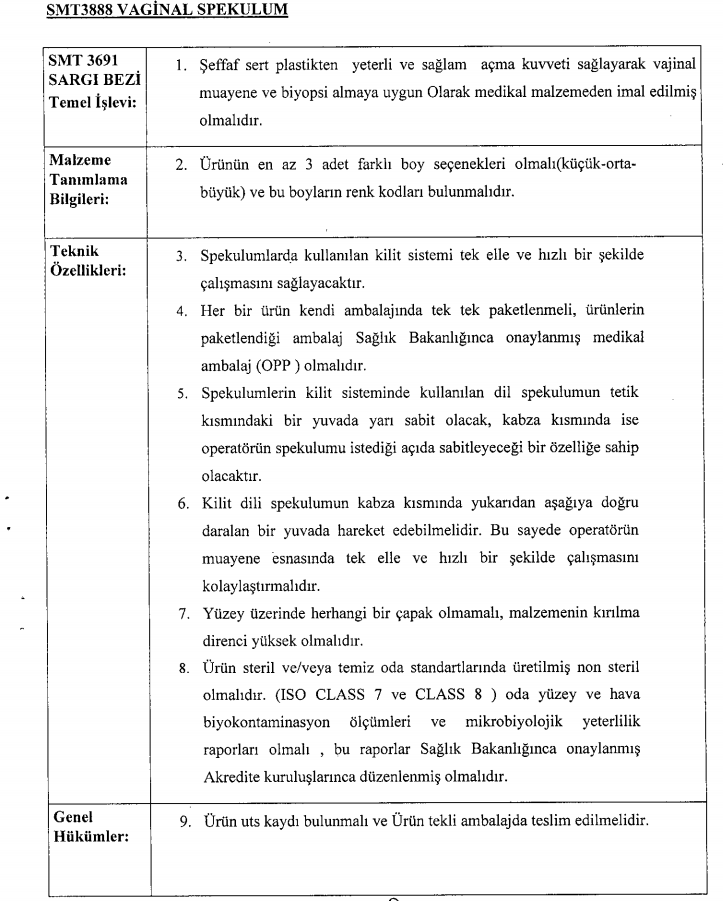 SMT3888 VAGİNAL SPEKULUM
SMT 3691
SARGI BEZİ
Temel İşlevi:
1. Şeffaf sert plastikten yeterli ve sağlam açma kuvveti sağlayarak vajinal
muayene ve biyopsi almaya uygun Olarak medikal malzemeden imal edilmiş
olmalıdır.
Malzeme
Tanımlama
Bilgileri:
2. Ürünün en az 3 adet farklı boy seçenekleri olmalı(küçük-orta-
büyük) ve bu boyların renk kodları bulunmalıdır.
Teknik
Özellikleri:
3. Spekulumlarda kullanılan kilit sistemi tek elle ve hızlı bir şekilde
çalışmasını sağlayacaktır.
4. Her bir ürün kendi ambalajında tek tek paketlenmeli, ürünlerin
paketlendiği ambalaj Sağlık Bakanlığınca onaylanmış medikal
ambalaj (OPP ) olmalıdır.
5. Spekulumlerin kilit sisteminde kullanılan dil spekulumun tetik
kısmındaki bir yuvada yarı sabit olacak, kabza kısmında ise
operatörün spekulumu istediği açıda sabitleyeceği bir özelliğe sahip
olacaktır.
6. Kilit dili spekulumun kabza kısmında yukarıdan aşağıya doğru
daralan bir yuvada hareket edebilmelidir. Bu sayede operatörün
muayene esnasında tek elle ve hızlı bir şekilde çalışmasını
kolaylaştırmalıdır.
7. Yüzey üzerinde herhangi bir çapak olmamalı, malzemenin kırılma
direnci yüksek olmalıdır.
8. Ürün steril ve/veya temiz oda standartlarında üretilmiş non steril
olmalıdır. (ISO CLASS 7 ve CLASS 8 ) oda yüzey ve hava
biyokontaminasyon ölçümleri ve mikrobiyolojik yeterlilik
raporları olmalı , bu raporlar Sağlık Bakanlığınca onaylanmış
Akredite kuruluşlarınca düzenlenmiş olmalıdır.
Genel
Hükümler:
9. Ürün uts kaydı bulunmalı ve Ürün tekli ambalajda teslim edilmelidir.